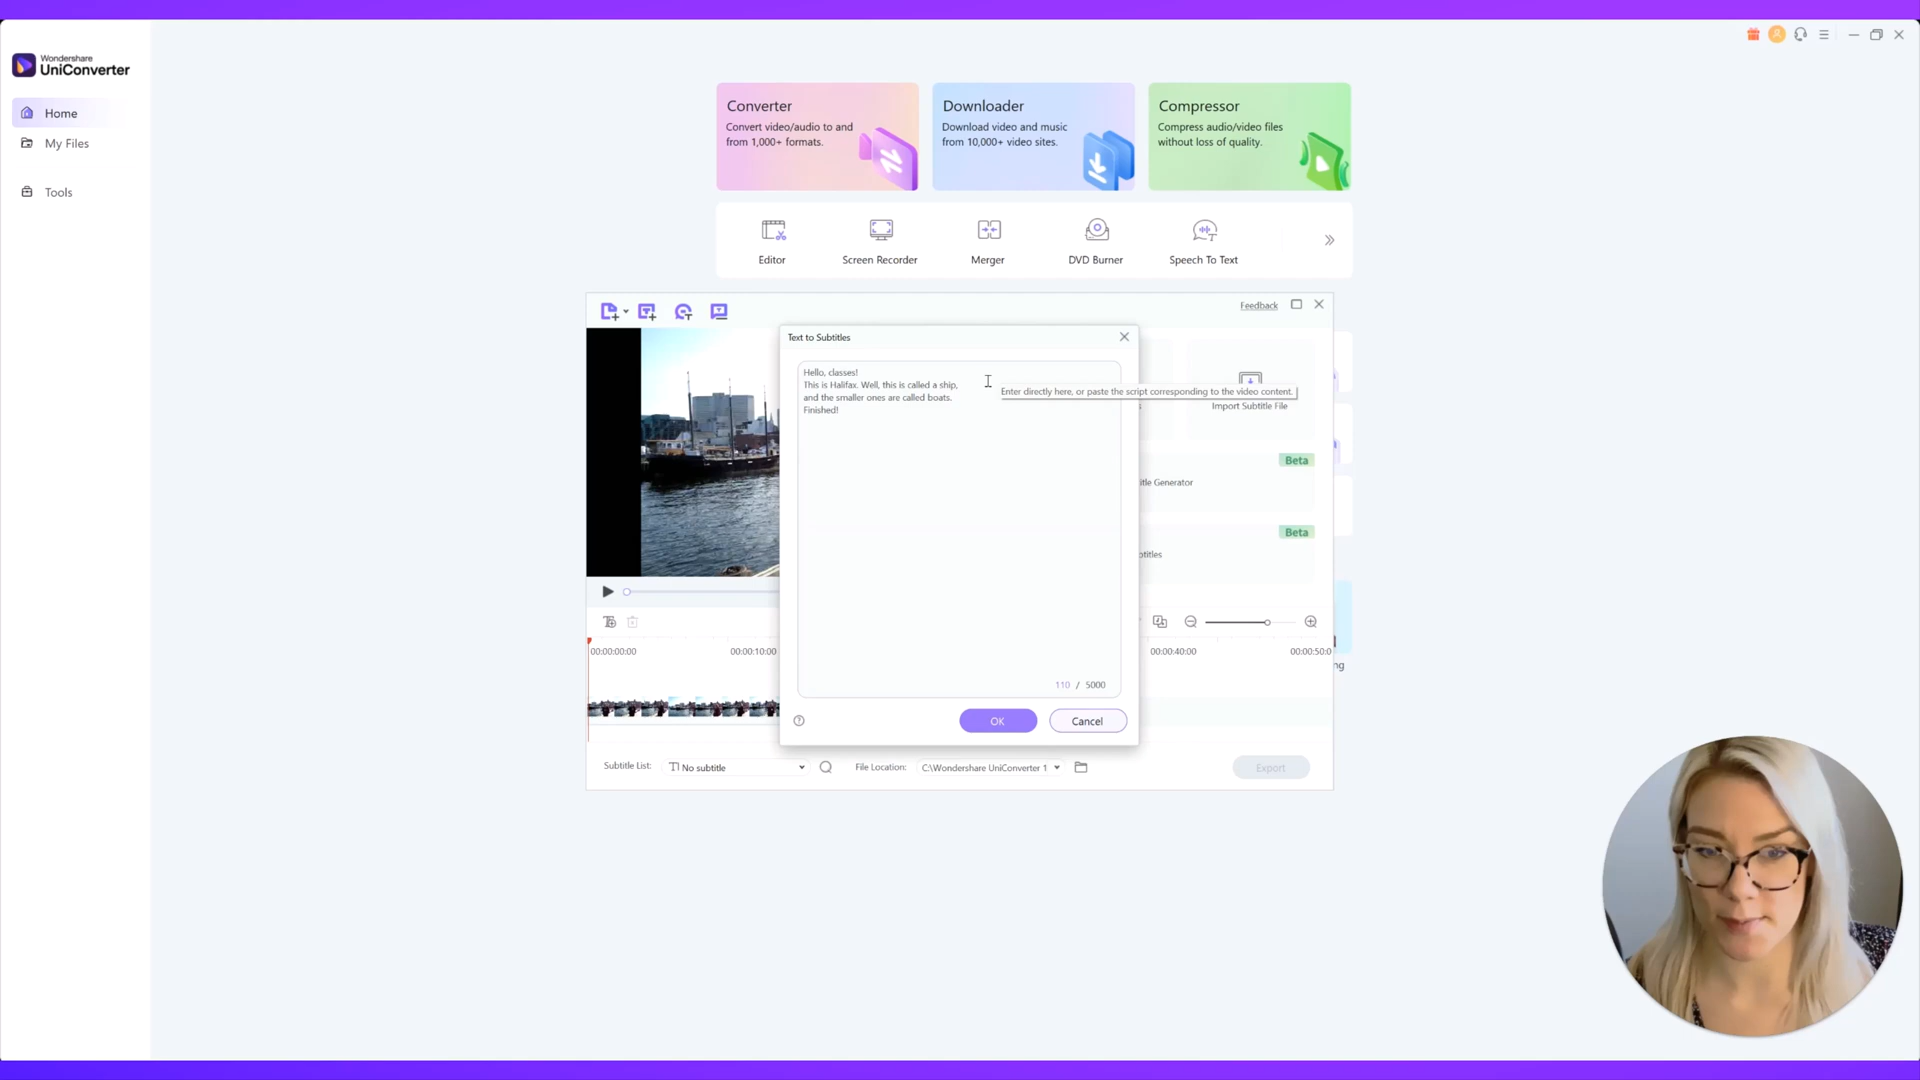 Wondershare
UniConverter
Home
My Files
Tools
Converter
Convert video/audio to and
from 1,000+ formats.
Downloader
Download video and music
from 10,000+ video sites.
Compressor
Compress audio/video files
without loss of quality.
Editor
Screen Recorder
Merger
DVD Burner
Speech To Text
Feedback
Text to Subtitles
Hello, classes!
This is Halifax. Well, this is called a ship,
and the smaller ones are called boats.
Finished!
Enter directly here, or paste the script corresponding to the video content.
Import Subtitle File
Beta
Generator
Beta
110 / 5000
OK
Cancel
00:00:00:00
00:00:10:00
00:00:40:00
00:00:50:0
Subtitle List:
No subtitle
File Location:
C:\Wondershare UniConverter 1
Export